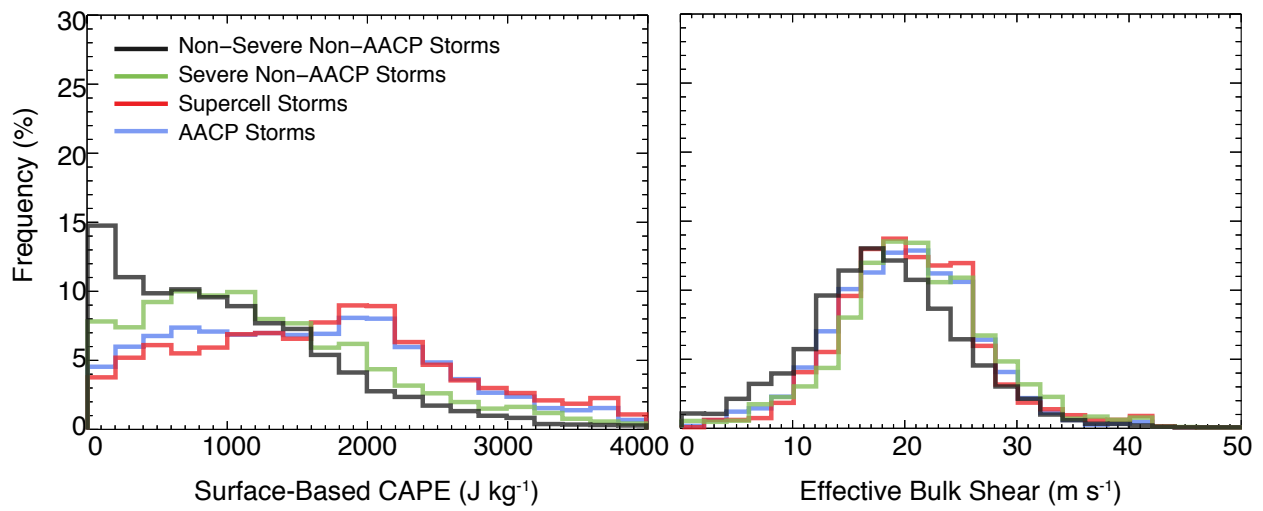 30
25
20
15
10
5
0
Frequency (%)
Non–Severe Non–AACP Storms
Severe Non–AACP Storms
Supercell Storms
AACP Storms
0 1000 2000 3000 4000
Surface-Based CAPE (J kg⁻¹)
0 10 20 30 40 50
Effective Bulk Shear (m s⁻¹)